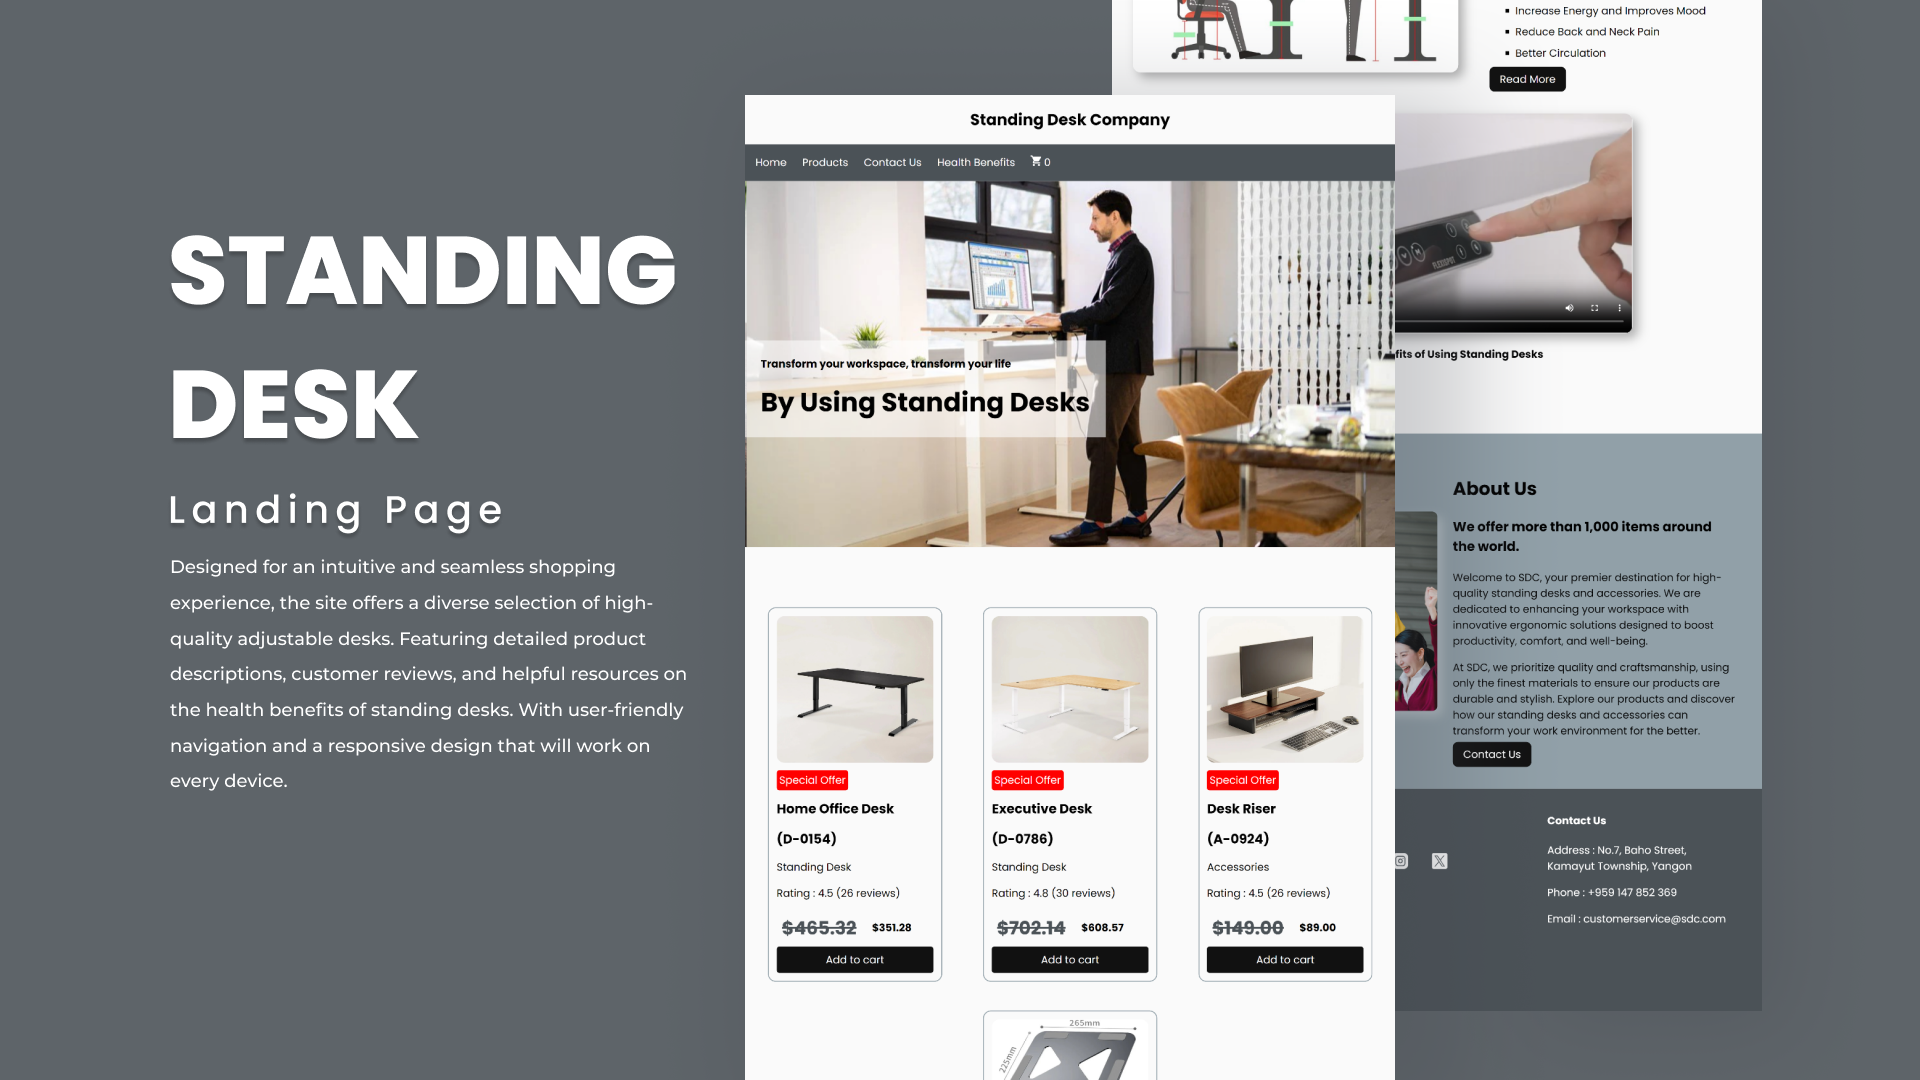 STANDING
DESK
Landing Page
Designed for an intuitive and seamless shopping
experience, the site offers a diverse selection of high-
quality adjustable desks. Featuring detailed product
descriptions, customer reviews, and helpful resources on
the health benefits of standing desks. With user-friendly
navigation and a responsive design that will work on
every device.
Standing Desk Company
Home Products Contact Us Health Benefits 0
Transform your workspace, transform your life
By Using Standing Desks
Special Offer
Home Office Desk
(D-0154)
Standing Desk
Rating : 4.5 (26 reviews)
$465.32 $351.28
Add to cart
Special Offer
Executive Desk
(D-0786)
Standing Desk
Rating : 4.8 (30 reviews)
$702.14 $608.57
Add to cart
Special Offer
Desk Riser
(A-0924)
Accessories
Rating : 4.5 (26 reviews)
$149.00 $89.00
Add to cart
265mm
225mm
Increase Energy and Improves Mood
Reduce Back and Neck Pain
Better Circulation
Read More
FLEXISPOT
fits of Using Standing Desks
About Us
We offer more than 1,000 items around
the world.
Welcome to SDC, your premier destination for high-
quality standing desks and accessories. We are
dedicated to enhancing your workspace with
innovative ergonomic solutions designed to boost
productivity, comfort, and well-being.
At SDC, we prioritize quality and craftsmanship, using
only the finest materials to ensure our products are
durable and stylish. Explore our products and discover
how our standing desks and accessories can
transform your work environment for the better.
Contact Us
Contact Us
Address : No.7, Baho Street,
Kamayut Township, Yangon
Phone : +959 147 852 369
Email : customerservice@sdc.com